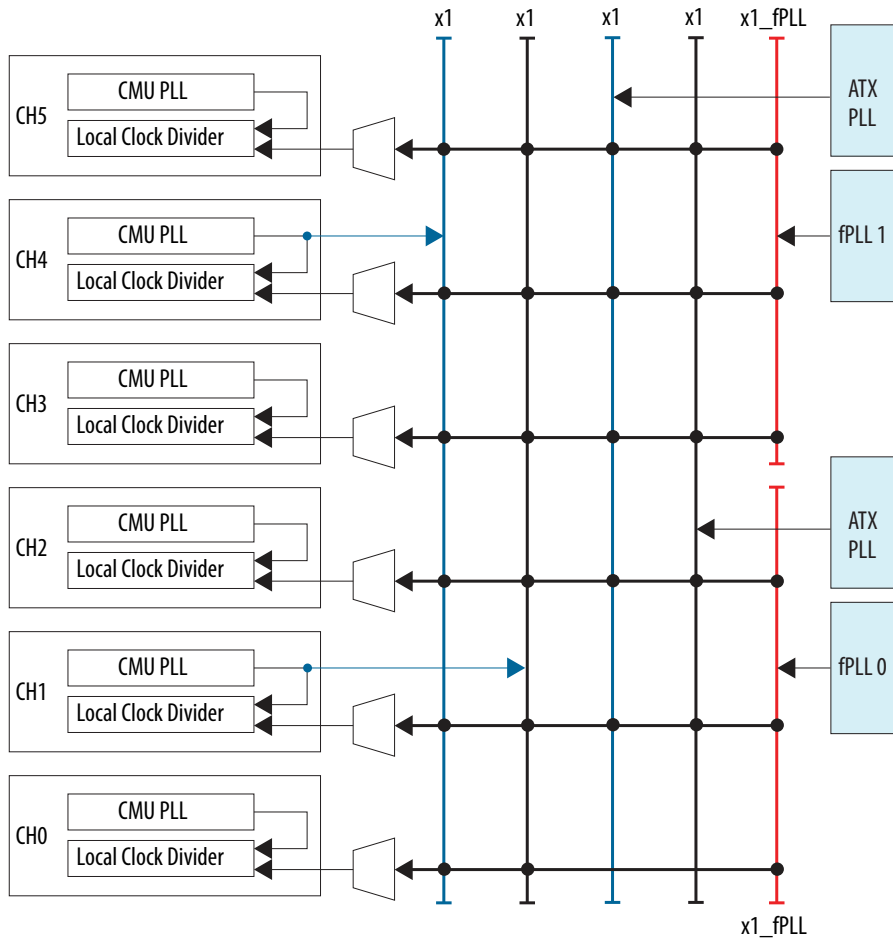 x1 x1 x1 x1 x1_fPLL
CH5
CMU PLL
Local Clock Divider
ATX
PLL
CH4
CMU PLL
Local Clock Divider
fPLL 1
CH3
CMU PLL
Local Clock Divider
CH2
CMU PLL
Local Clock Divider
ATX
PLL
CH1
CMU PLL
Local Clock Divider
fPLL 0
CH0
CMU PLL
Local Clock Divider
x1_fPLL